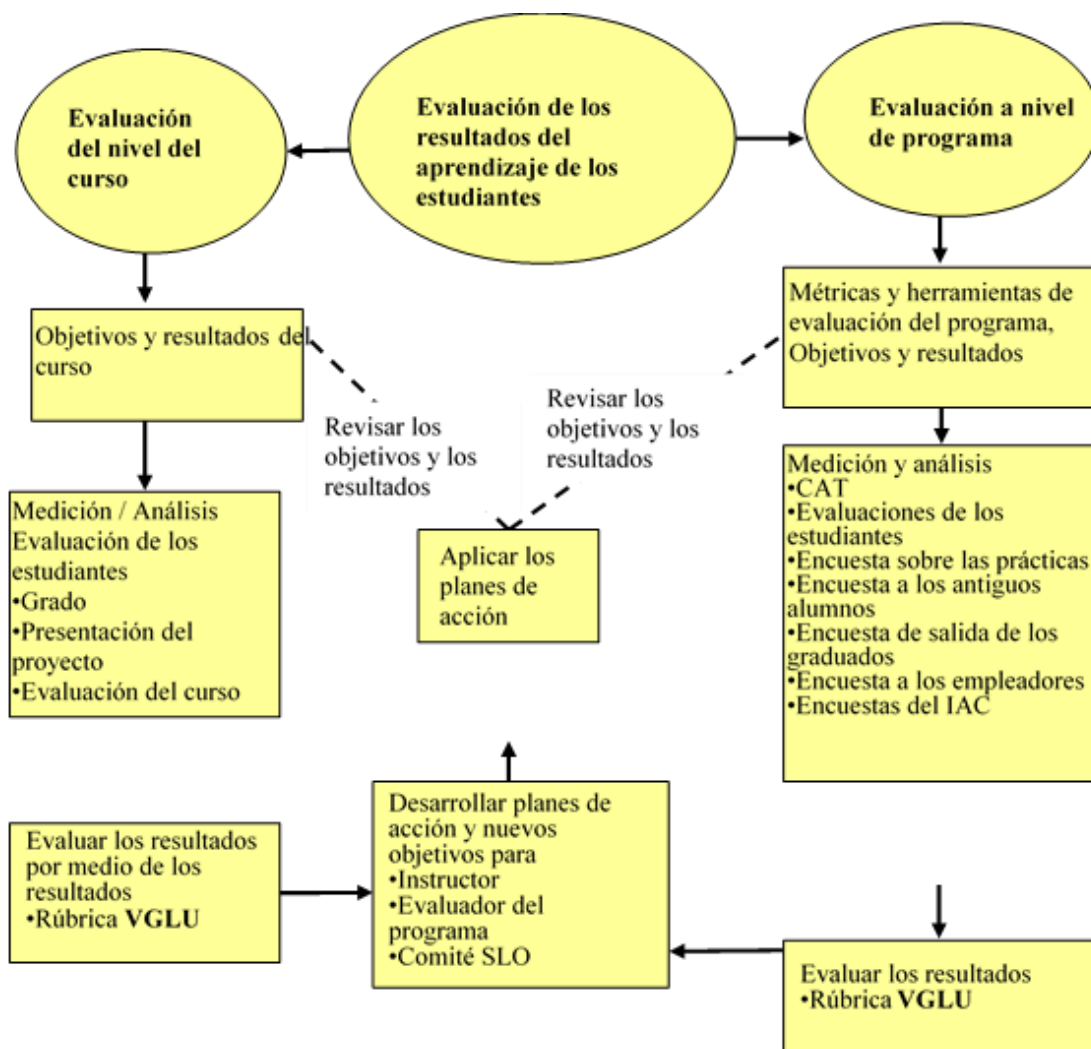 Evaluación
del nivel del
curso
Evaluación de los
resultados del
aprendizaje de los
estudiantes
Evaluación a nivel
de programa
Objetivos y resultados del
curso
Revisar los
objetivos y los
resultados
Revisar los
objetivos y los
resultados
Métricas y herramientas de
evaluación del programa,
Objetivos y resultados
Medición / Análisis
Evaluación de los
estudiantes
•Grado
•Presentación del
proyecto
•Evaluación del curso
Aplicar los
planes de
acción
Medición y análisis
•CAT
•Evaluaciones de los
estudiantes
•Encuesta sobre las prácticas
•Encuesta a los antiguos
alumnos
•Encuesta de salida de los
graduados
•Encuesta a los empleadores
•Encuestas del IAC
Evaluar los resultados
por medio de los
resultados
•Rúbrica VGLU
Desarrollar planes de
acción y nuevos
objetivos para
•Instructor
•Evaluador del
programa
•Comité SLO
Evaluar los resultados
•Rúbrica VGLU